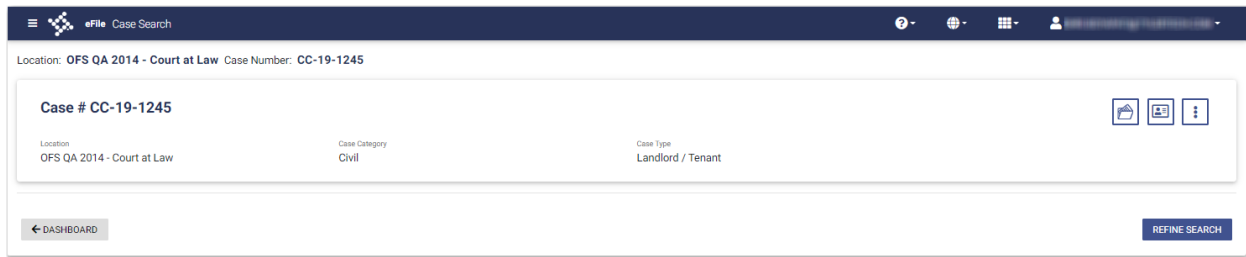 eFile Case Search
Location: OFS QA 2014 - Court at Law Case Number: CC-19-1245
Case # CC-19-1245
Location Case Category Case Type
OFS QA 2014 - Court at Law Civil Landlord / Tenant
DASHBOARD REFINE SEARCH